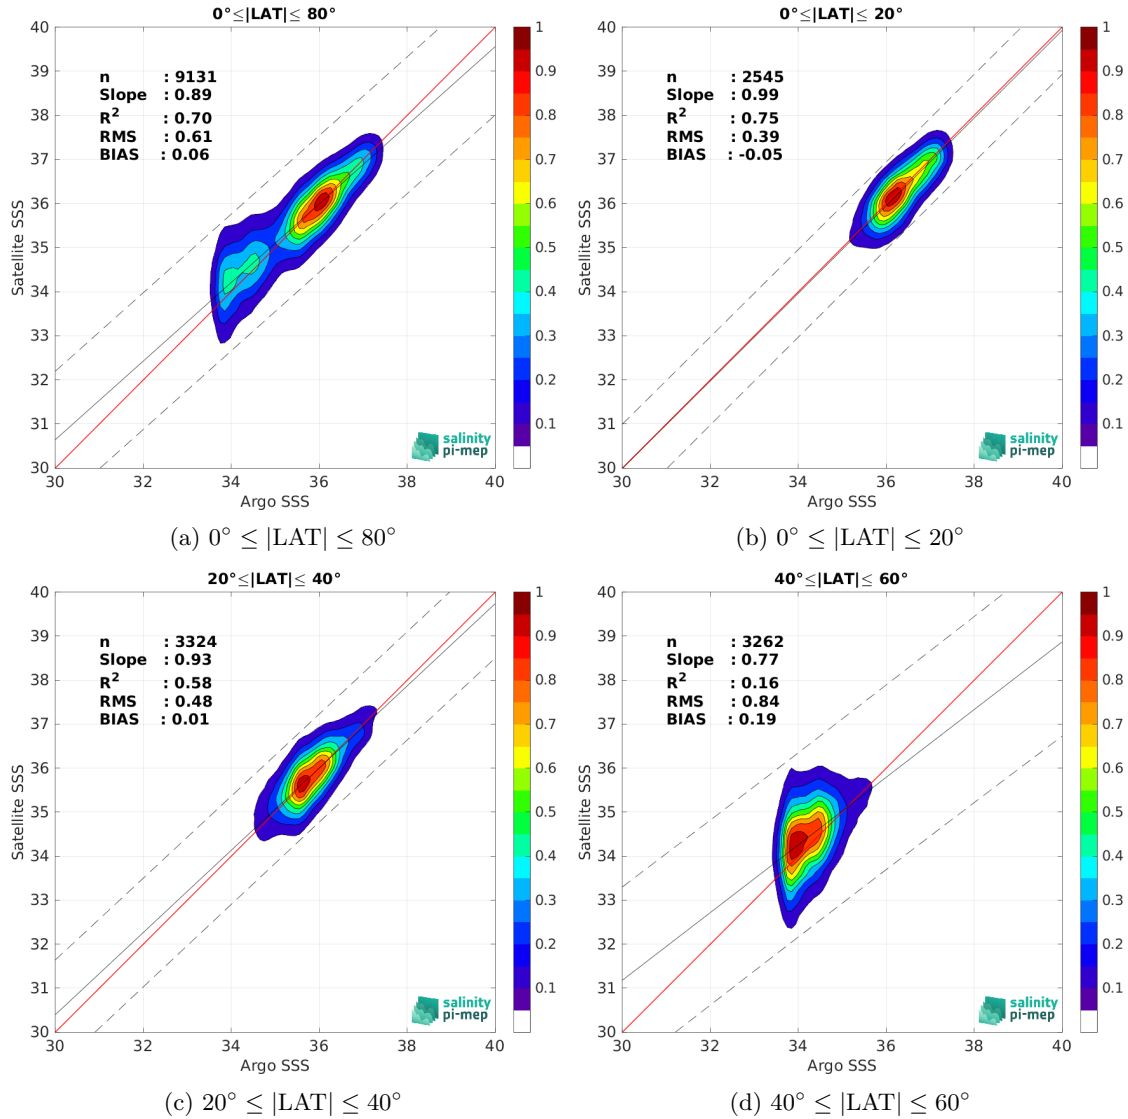 0°≤|LAT|≤ 80°
n : 9131
Slope : 0.89
R² : 0.70
RMS : 0.61
BIAS : 0.06
40
39
38
37
36
35
34
33
32
31
30
Satellite SSS
30 32 34 36 38 40
Argo SSS
1
0.9
0.8
0.7
0.6
0.5
0.4
0.3
0.2
0.1
salinity
pi-mep
(a) 0° ≤ |LAT| ≤ 80°
0°≤|LAT|≤ 20°
n : 2545
Slope : 0.99
R² : 0.75
RMS : 0.39
BIAS : -0.05
40
39
38
37
36
35
34
33
32
31
30
Satellite SSS
30 32 34 36 38 40
Argo SSS
1
0.9
0.8
0.7
0.6
0.5
0.4
0.3
0.2
0.1
salinity
pi-mep
(b) 0° ≤ |LAT| ≤ 20°
20°≤|LAT|≤ 40°
n : 3324
Slope : 0.93
R² : 0.58
RMS : 0.48
BIAS : 0.01
40
39
38
37
36
35
34
33
32
31
30
Satellite SSS
30 32 34 36 38 40
Argo SSS
1
0.9
0.8
0.7
0.6
0.5
0.4
0.3
0.2
0.1
salinity
pi-mep
(c) 20° ≤ |LAT| ≤ 40°
40°≤|LAT|≤ 60°
n : 3262
Slope : 0.77
R² : 0.16
RMS : 0.84
BIAS : 0.19
40
39
38
37
36
35
34
33
32
31
30
Satellite SSS
30 32 34 36 38 40
Argo SSS
1
0.9
0.8
0.7
0.6
0.5
0.4
0.3
0.2
0.1
salinity
pi-mep
(d) 40° ≤ |LAT| ≤ 60°